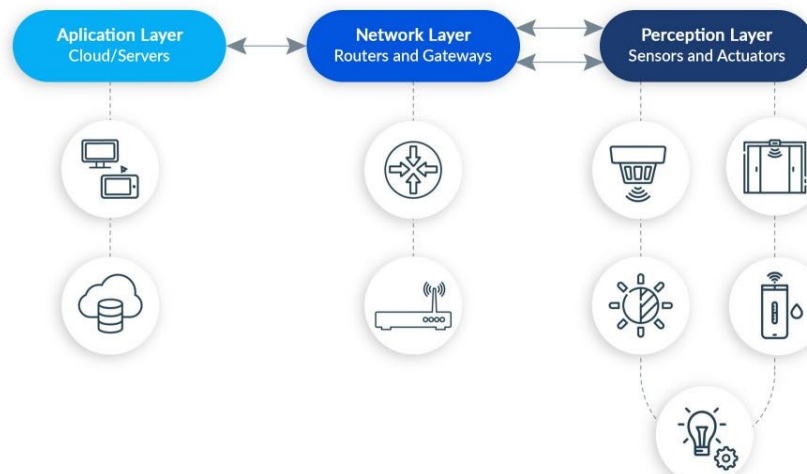 Aplication Layer
Cloud/Servers
Network Layer
Routers and Gateways
Perception Layer
Sensors and Actuators